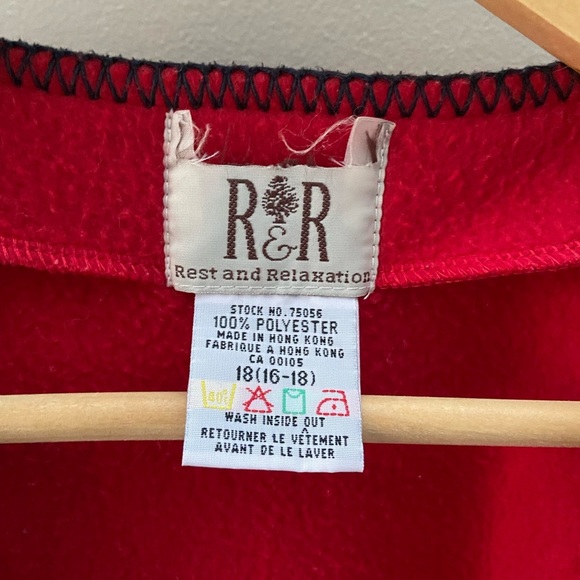 R&R
Rest and Relaxation
STOCK NO. 75056
100% POLYESTER
MADE IN HONG KONG
FABRIQUE A HONG KONG
CA 00105
18(16-18)
40°
WASH INSIDE OUT
RETOURNER LE VÊTEMENT
AVANT DE LE LAVER